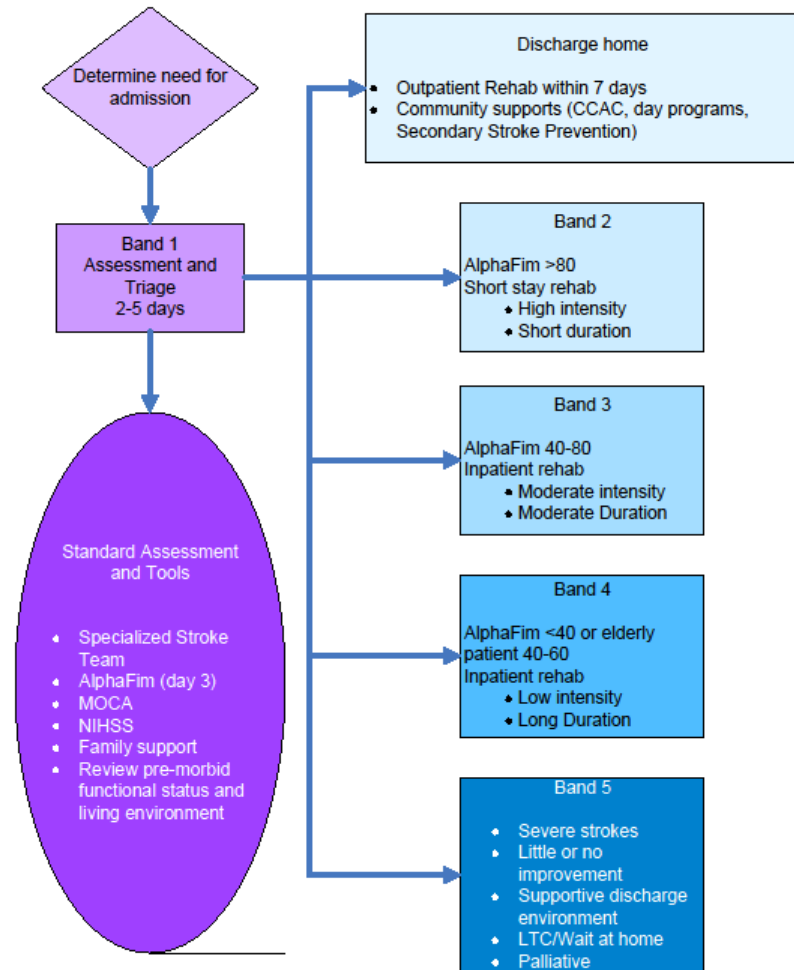 Determine need for
admission
Band 1
Assessment and
Triage
2-5 days
Standard Assessment
and Tools
• Specialized Stroke
Team
• AlphaFim (day 3)
• MOCA
• NIHSS
• Family support
• Review pre-morbid
functional status and
living environment
Discharge home
• Outpatient Rehab within 7 days
• Community supports (CCAC, day programs,
Secondary Stroke Prevention)
Band 2
AlphaFim >80
Short stay rehab
• High intensity
• Short duration
Band 3
AlphaFim 40-80
Inpatient rehab
• Moderate intensity
• Moderate Duration
Band 4
AlphaFim <40 or elderly
patient 40-60
Inpatient rehab
• Low intensity
• Long Duration
Band 5
• Severe strokes
• Little or no
improvement
• Supportive discharge
environment
• LTC/Wait at home
• Palliative